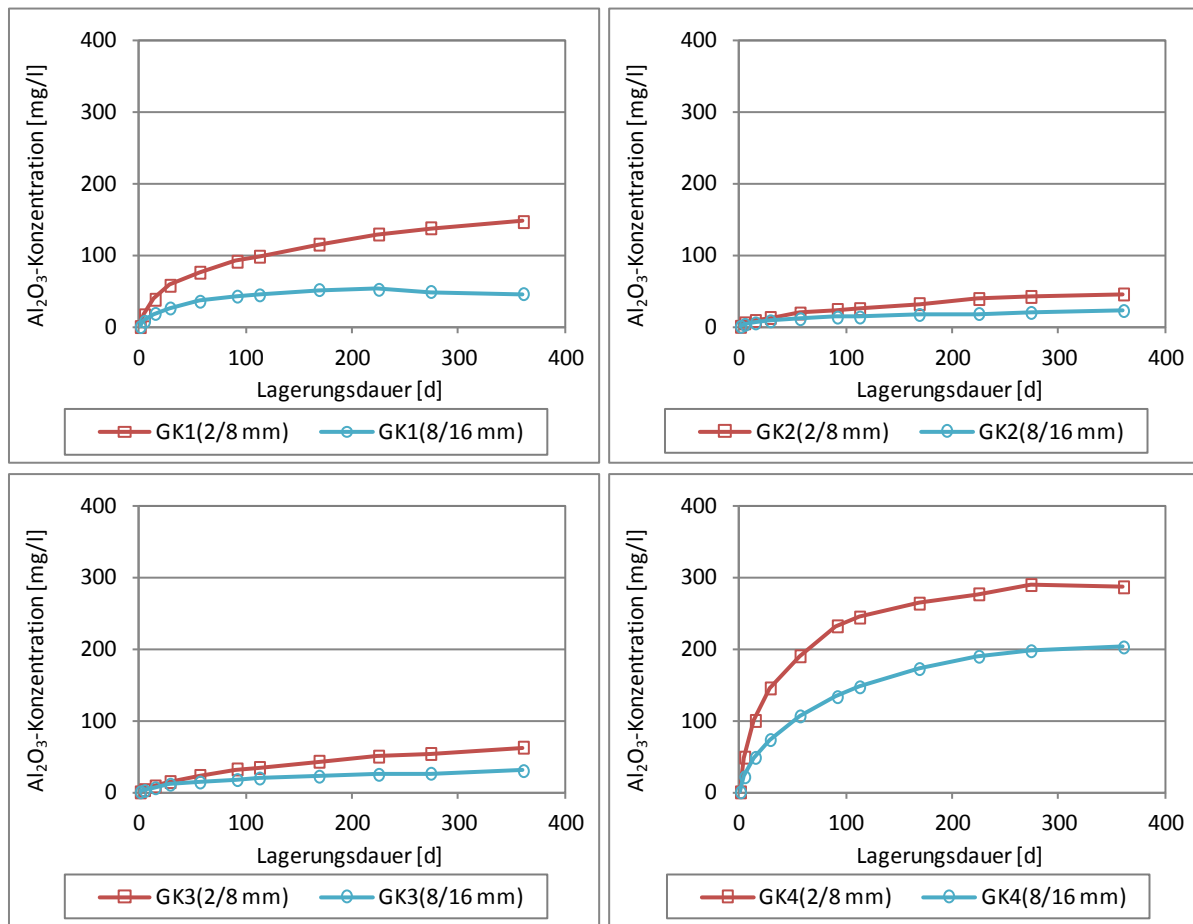 Al₂O₃-Konzentration [mg/l]
400
300
200
100
0
0 100 200 300 400
Lagerungsdauer [d]
GK1(2/8 mm) GK1(8/16 mm)
Al₂O₃-Konzentration [mg/l]
400
300
200
100
0
0 100 200 300 400
Lagerungsdauer [d]
GK2(2/8 mm) GK2(8/16 mm)
Al₂O₃-Konzentration [mg/l]
400
300
200
100
0
0 100 200 300 400
Lagerungsdauer [d]
GK3(2/8 mm) GK3(8/16 mm)
Al₂O₃-Konzentration [mg/l]
400
300
200
100
0
0 100 200 300 400
Lagerungsdauer [d]
GK4(2/8 mm) GK4(8/16 mm)